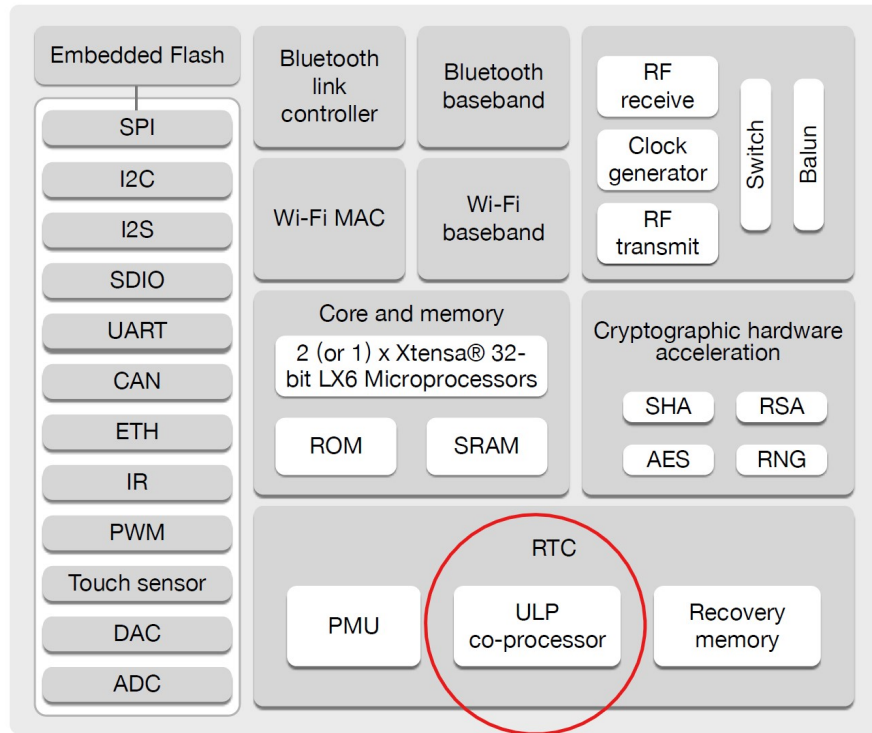 Embedded Flash
SPI
I2C
I2S
SDIO
UART
CAN
ETH
IR
PWM
Touch sensor
DAC
ADC
Bluetooth
link
controller
Bluetooth
baseband
Wi-Fi MAC
Wi-Fi
baseband
RF
receive
Clock
generator
RF
transmit
Switch
Balun
Core and memory
2 (or 1) x Xtensa® 32-
bit LX6 Microprocessors
ROM
SRAM
Cryptographic hardware
acceleration
SHA
RSA
AES
RNG
RTC
PMU
ULP
co-processor
Recovery
memory